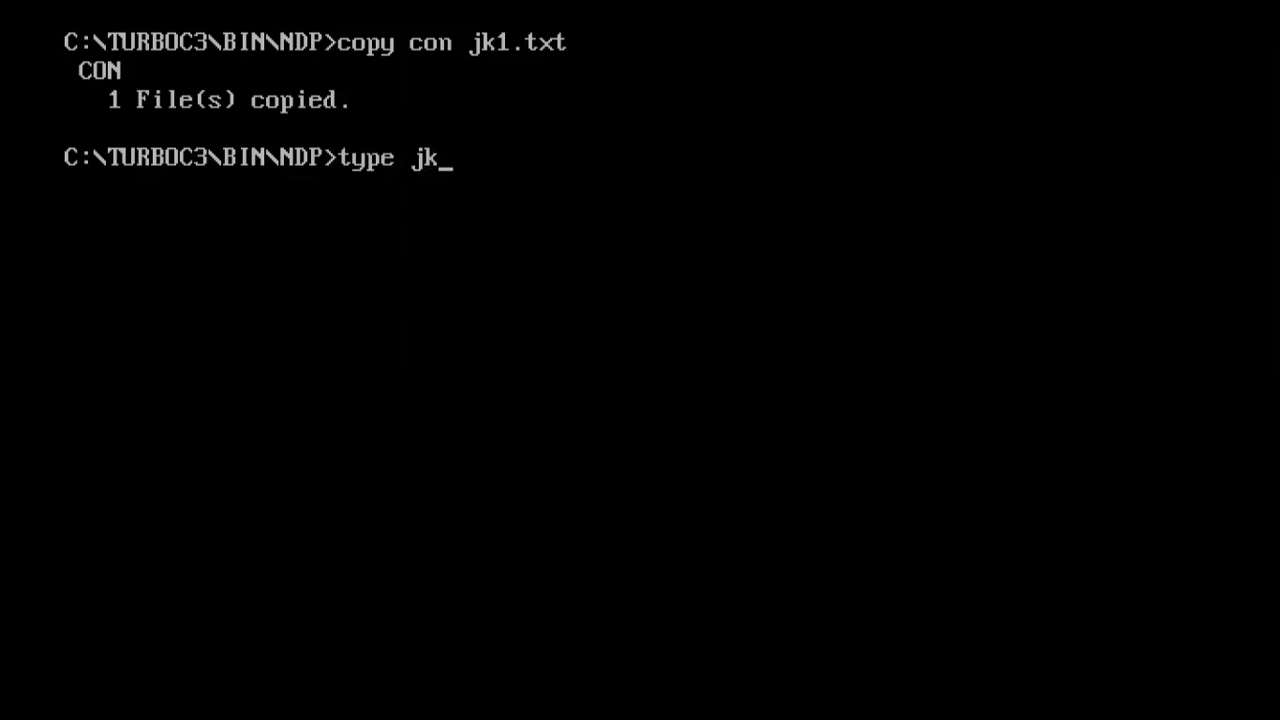 C:\TURBOC3\BIN\NDP>copy con jk1.txt
CON
1 File(s) copied.
C:\TURBOC3\BIN\NDP>type jk_